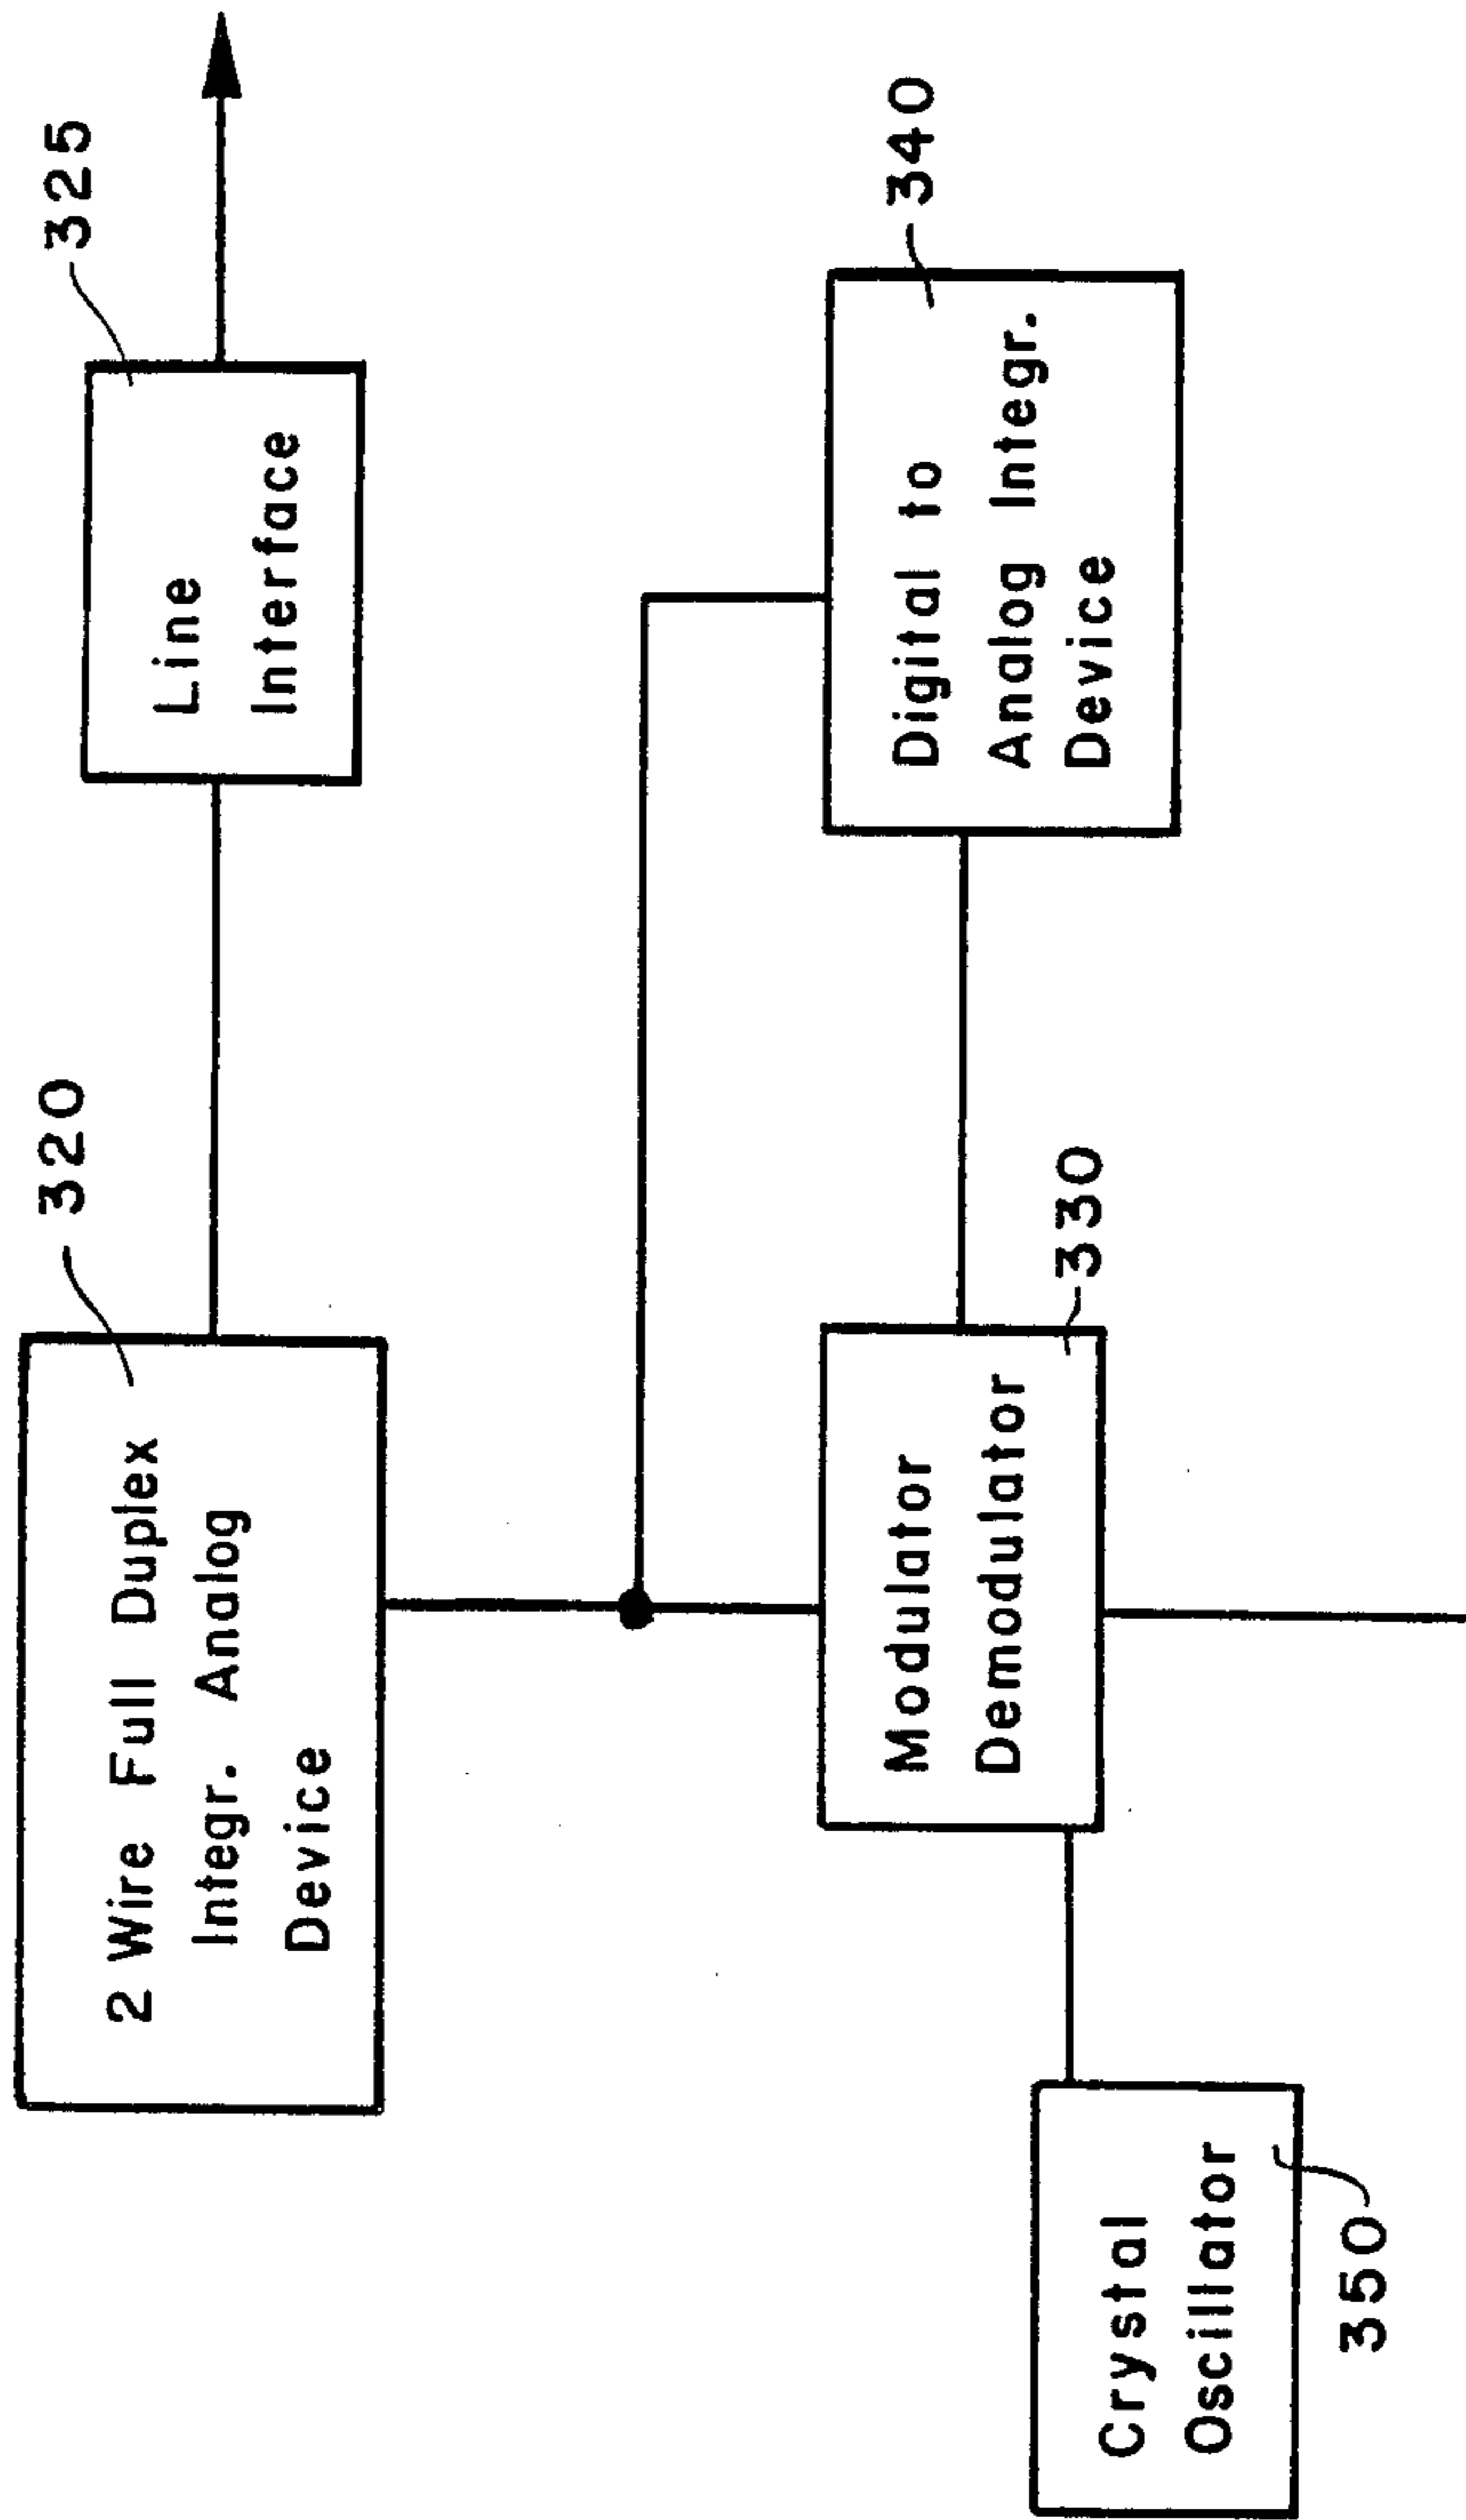 320
2 Wire Full Duplex
Integr. Analog
Device
325
Line
Interface
330
Modulator
Demodulator
340
Digital to
Analog Integr.
Device
Crystal
Oscillator
350